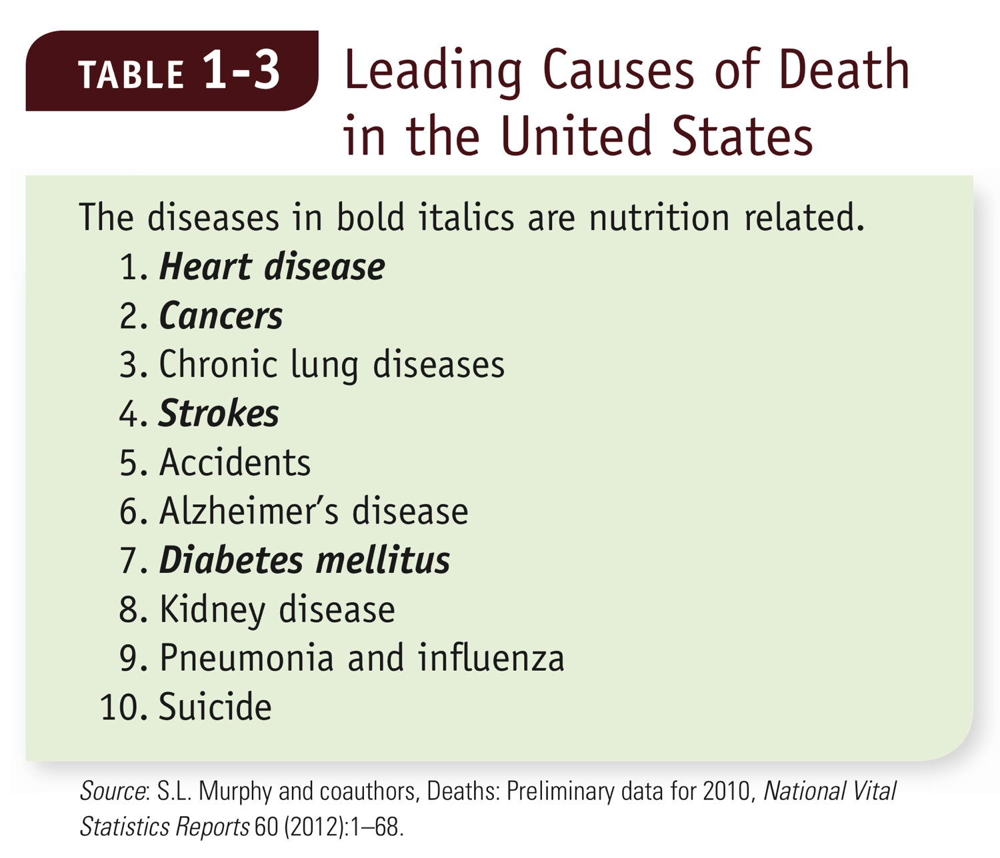 TABLE 1-3
Leading Causes of Death
in the United States
The diseases in bold italics are nutrition related.
1. Heart disease
2. Cancers
3. Chronic lung diseases
4. Strokes
5. Accidents
6. Alzheimer’s disease
7. Diabetes mellitus
8. Kidney disease
9. Pneumonia and influenza
10. Suicide
Source: S.L. Murphy and coauthors, Deaths: Preliminary data for 2010, National Vital
Statistics Reports 60 (2012):1–68.